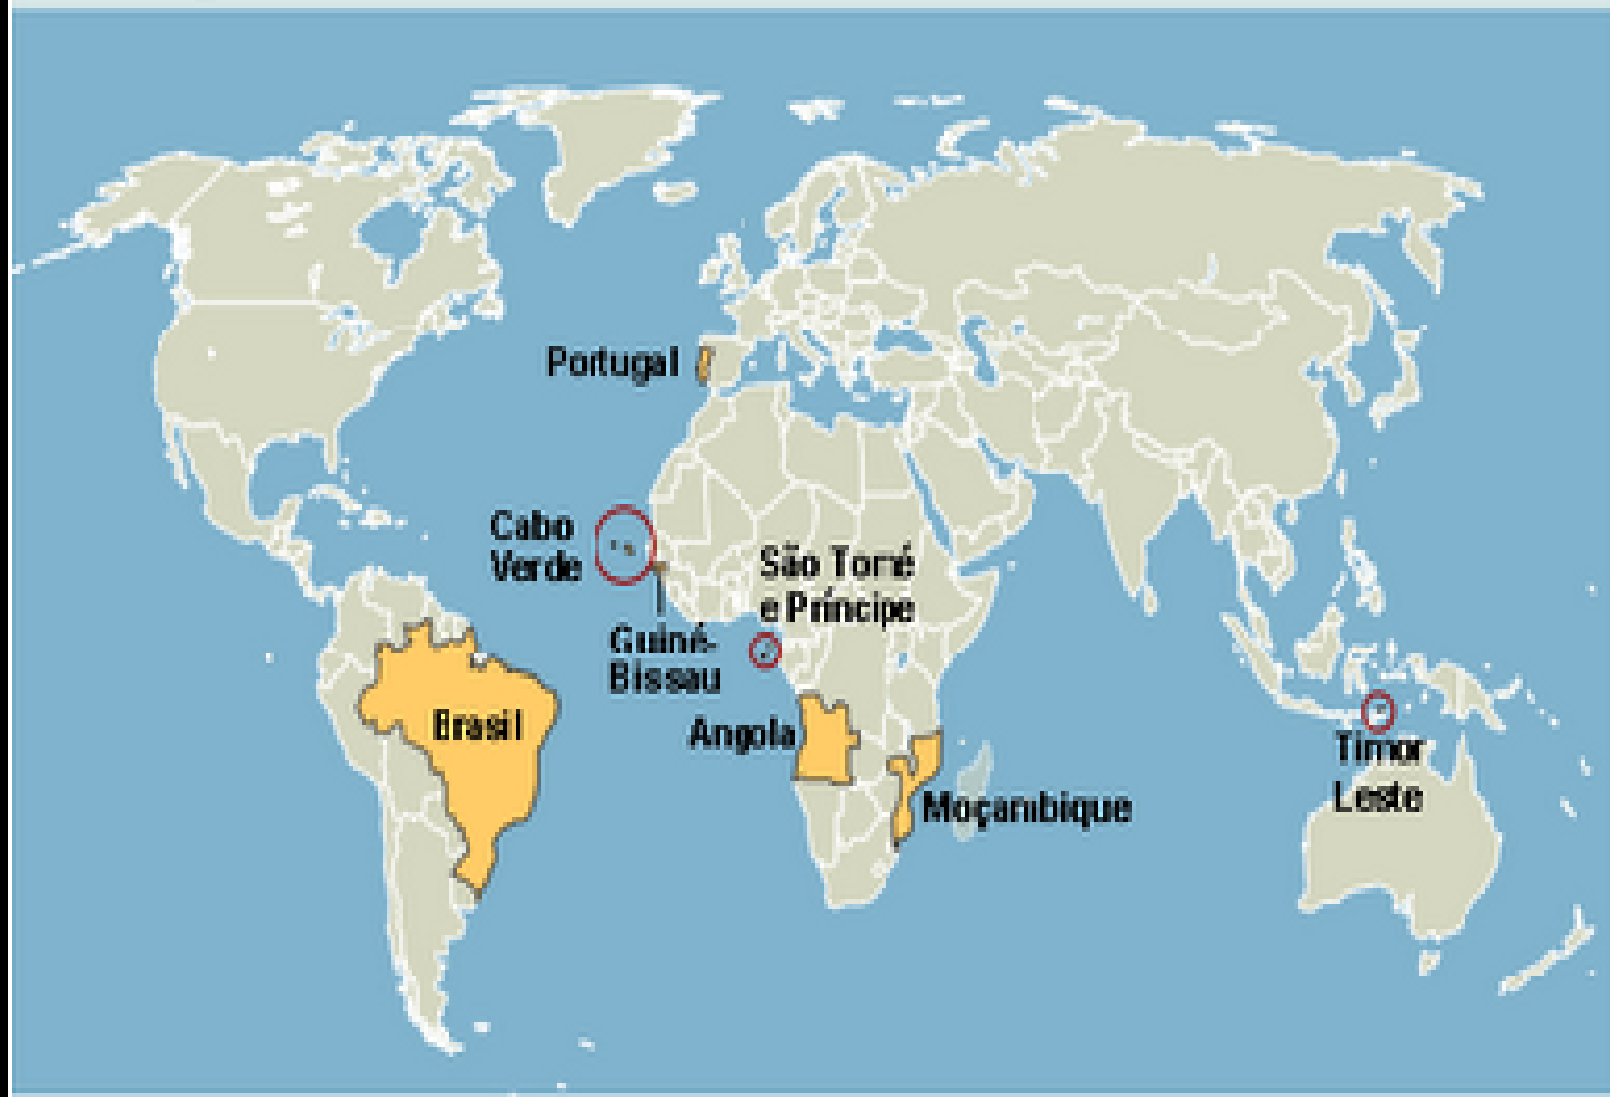 Portugal
Cabo
Verde
São Tomé
e Príncipe
Guiné-
Bissau
Brasil
Angola
Moçambique
Timor
Leste